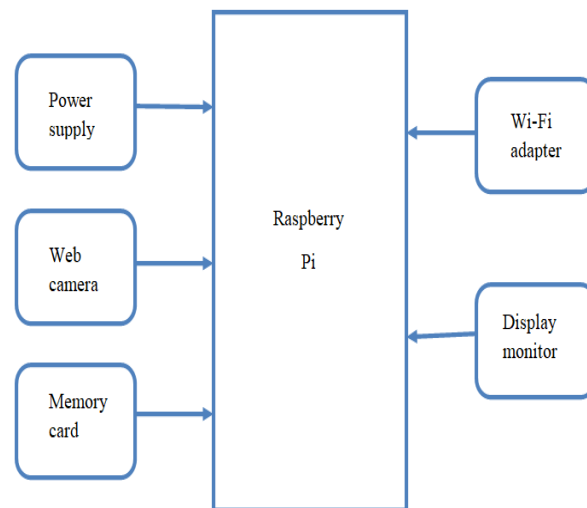 Power
supply
Web
camera
Memory
card
Raspberry
Pi
Wi-Fi
adapter
Display
monitor